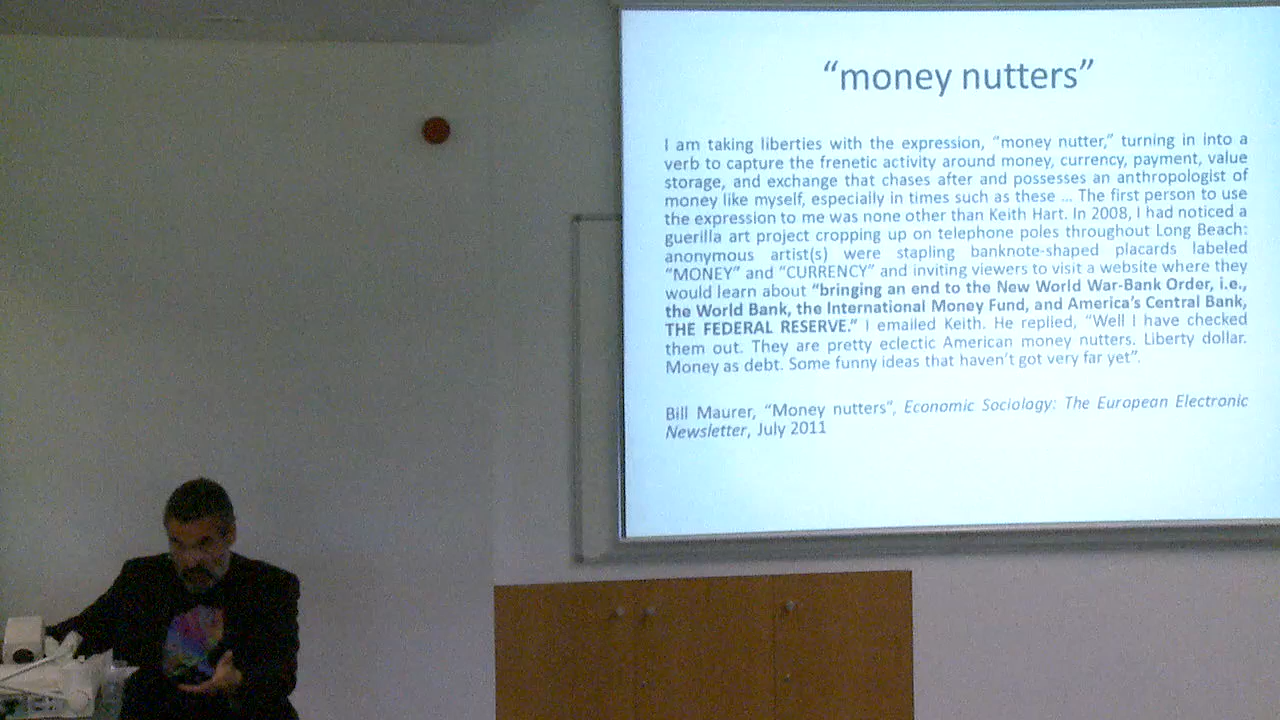 “money nutters”
I am taking liberties with the expression, “money nutter,” turning in into a
verb to capture the frenetic activity around money, currency, payment, value
storage, and exchange that chases after and possesses an anthropologist of
money like myself, especially in times such as these ... The first person to use
the expression to me was none other than Keith Hart. In 2008, I had noticed a
guerilla art project cropping up on telephone poles throughout Long Beach:
anonymous artist(s) were stapling banknote-shaped placards labeled
“MONEY” and “CURRENCY” and inviting viewers to visit a website where they
would learn about “bringing an end to the New World War-Bank Order, i.e.,
the World Bank, the International Money Fund, and America’s Central Bank,
THE FEDERAL RESERVE.” I emailed Keith. He replied, “Well I have checked
them out. They are pretty eclectic American money nutters. Liberty dollar.
Money as debt. Some funny ideas that haven’t got very far yet”.
Bill Maurer, “Money nutters”, Economic Sociology: The European Electronic
Newsletter, July 2011